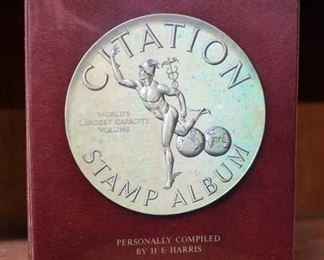 CITATION
WORLD'S
LARGEST CAPACITY
VOLUME
STAMP ALBUM
PERSONALLY COMPILED
BY H E HARRIS